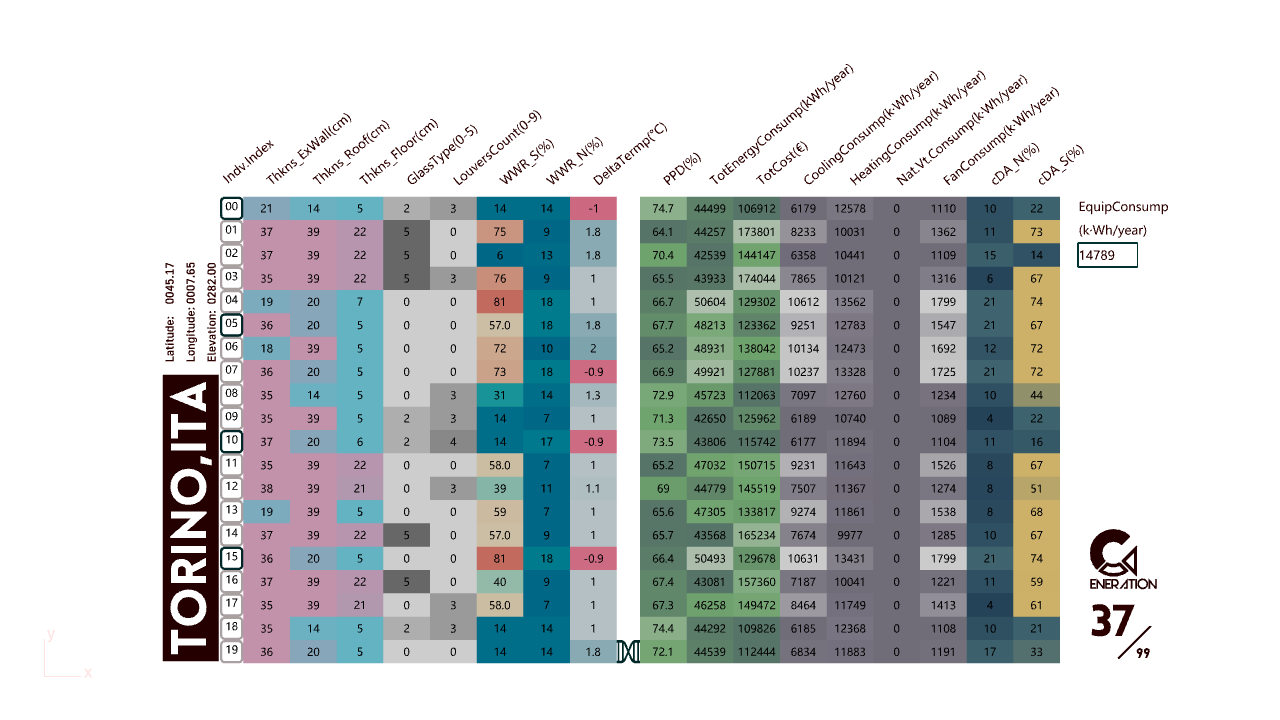 Indv.Index Thkns_ExWall(cm) Thkns_Roof(cm) Thkns_Floor(cm) GlassType(0-5) LouversCount(0-9) WWR_S(%) WWR_N(%) DeltaTermp(°C) PPD(%) TotEnergyConsump(kWh/year) TotCost(€) CoolingConsump(k·Wh/year) HeatingConsump(k·Wh/year) Nat.Vt.Consump(k·Wh/year) FanConsump(k·Wh/year) cDA_N(%) cDA_S(%)
00 21 14 5 2 3 14 14 -1 74.7 44499 106912 6179 12578 0 1110 10 22
01 37 39 22 5 0 75 9 1.8 64.1 44257 173801 8233 10031 0 1362 11 73
02 37 39 22 5 0 6 13 1.8 70.4 42539 144147 6358 10441 0 1109 15 14
03 35 39 22 5 3 76 9 1 65.5 43933 174044 7865 10121 0 1316 6 67
04 19 20 7 0 0 81 18 1 66.7 50604 129302 10612 13562 0 1799 21 74
05 36 20 5 0 0 57.0 18 1.8 67.7 48213 123362 9251 12783 0 1547 21 67
06 18 39 5 0 0 72 10 2 65.2 48931 138042 10134 12473 0 1692 12 72
07 36 20 5 0 0 73 18 -0.9 66.9 49921 127881 10237 13328 0 1725 21 72
08 35 14 5 0 3 31 14 1.3 72.9 45723 112063 7097 12760 0 1234 10 44
09 35 39 5 2 3 14 7 1 71.3 42650 125962 6189 10740 0 1089 4 22
10 37 20 6 2 4 14 17 -0.9 73.5 43806 115742 6177 11894 0 1104 11 16
11 35 39 22 0 0 58.0 7 1 65.2 47032 150715 9231 11643 0 1526 8 67
12 38 39 21 0 3 39 11 1.1 69 44779 145519 7507 11367 0 1274 8 51
13 19 39 5 0 0 59 7 1 65.6 47305 133817 9274 11861 0 1538 8 68
14 37 39 22 5 0 57.0 9 1 65.7 43568 165234 7674 9977 0 1285 10 67
15 36 20 5 0 0 81 18 -0.9 66.4 50493 129678 10631 13431 0 1799 21 74
16 37 39 22 5 0 40 9 1 67.4 43081 157360 7187 10041 0 1221 11 59
17 35 39 21 0 3 58.0 7 1 67.3 46258 149472 8464 11749 0 1413 4 61
18 35 14 5 2 3 14 14 1 74.4 44292 109826 6185 12368 0 1108 10 21
19 36 20 5 0 0 14 14 1.8 72.1 44539 112444 6834 11883 0 1191 17 33
Latitude: 0045.17
Longitude: 0007.65
Elevation: 0282.00
TORINO,ITA
EquipConsump
(k·Wh/year)
14789
ENERATION
37/99
y
x